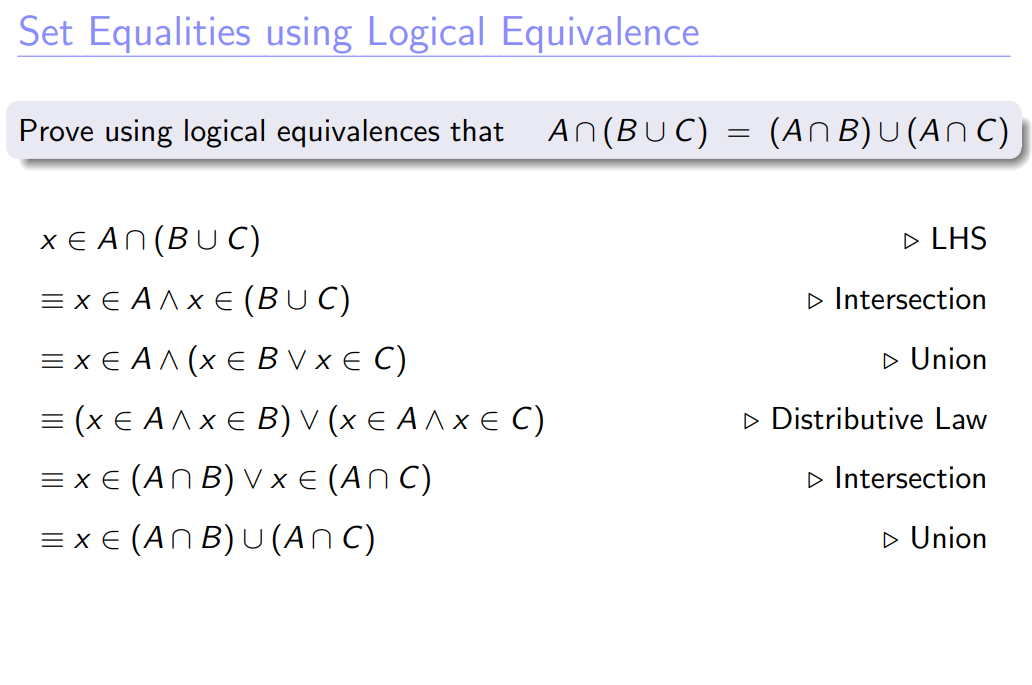 Set Equalities using Logical Equivalence
Prove using logical equivalences that A ∩ (B ∪ C) = (A ∩ B) ∪ (A ∩ C)
x ∈ A ∩ (B ∪ C) ▷ LHS
≡ x ∈ A ∧ x ∈ (B ∪ C) ▷ Intersection
≡ x ∈ A ∧ (x ∈ B ∨ x ∈ C) ▷ Union
≡ (x ∈ A ∧ x ∈ B) ∨ (x ∈ A ∧ x ∈ C) ▷ Distributive Law
≡ x ∈ (A ∩ B) ∨ x ∈ (A ∩ C) ▷ Intersection
≡ x ∈ (A ∩ B) ∪ (A ∩ C) ▷ Union